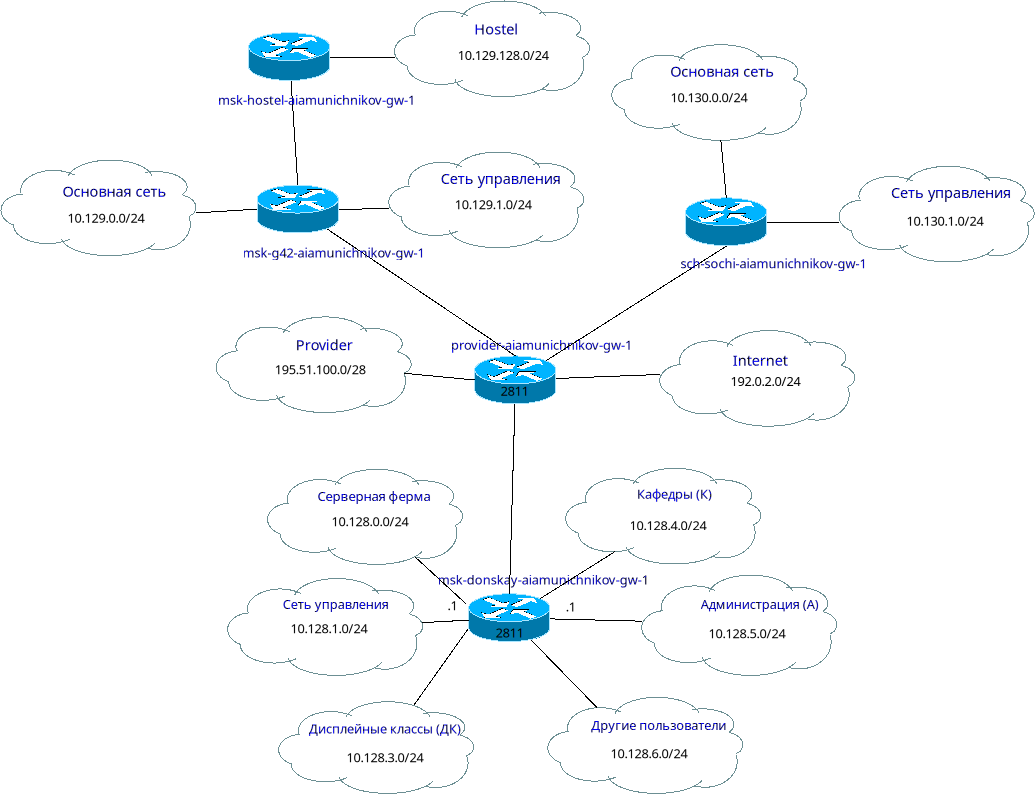 Hostel
10.129.128.0/24
msk-hostel-aiamunichnikov-gw-1
Основная сеть
10.130.0.0/24
Основная сеть
10.129.0.0/24
Сеть управления
10.129.1.0/24
msk-g42-aiamunichnikov-gw-1
Сеть управления
10.130.1.0/24
sch-sochi-aiamunichnikov-gw-1
Provider
195.51.100.0/28
provider-aiamunichnikov-gw-1
2811
Internet
192.0.2.0/24
Серверная ферма
10.128.0.0/24
Кафедры (К)
10.128.4.0/24
msk-donskay-aiamunichnikov-gw-1
Сеть управления
10.128.1.0/24
.1
.1
2811
Администрация (А)
10.128.5.0/24
Дисплейные классы (ДК)
10.128.3.0/24
Другие пользователи
10.128.6.0/24